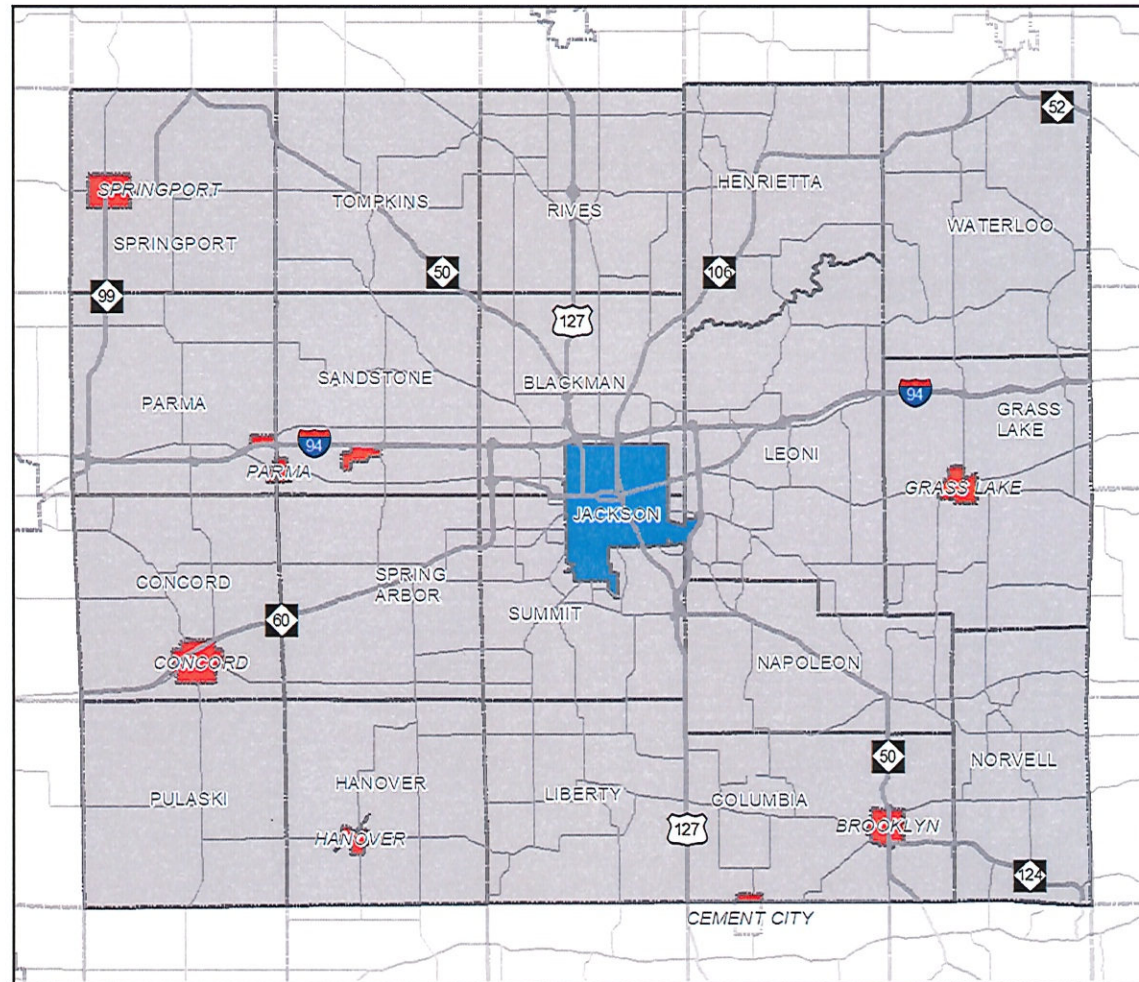 52
SPRINGPORT
TOMPKINS
RIVES
HENRIETTA
WATERLOO
SPRINGPORT
99
50
127
106
PARMA
SANDSTONE
BLACKMAN
94
GRASS
LAKE
94
PARMA
LEONI
GRASS LAKE
JACKSON
CONCORD
SPRING
ARBOR
SUMMIT
60
CONCORD
NAPOLEON
50
NORVELL
PULASKI
HANOVER
LIBERTY
COLUMBIA
HANOVER
127
BROOKLYN
124
CEMENT CITY